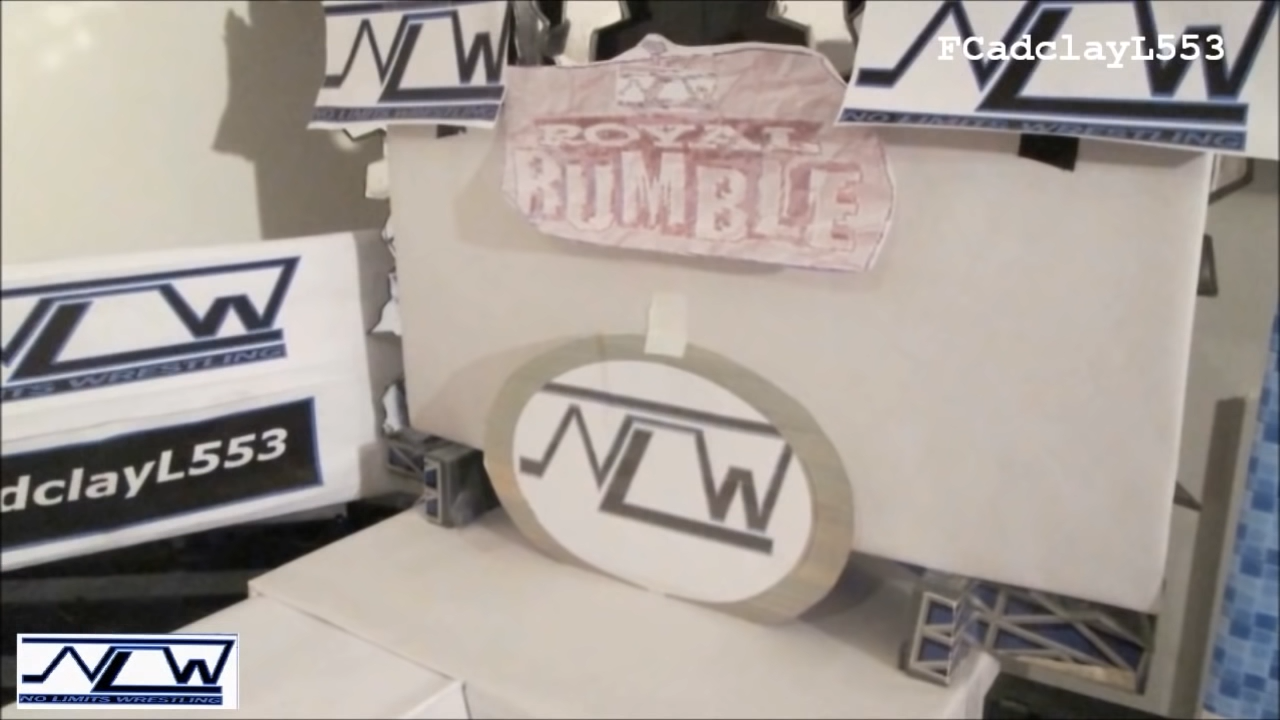 NLW
NO LIMITS WRESTLING
NLW
NO LIMITS WRESTLING
FCadclayL553
NLW
ROYAL
RUMBLE
NLW
ITS WRESTLING
dclayL553
NLW
NLW
NO LIMITS WRESTLING